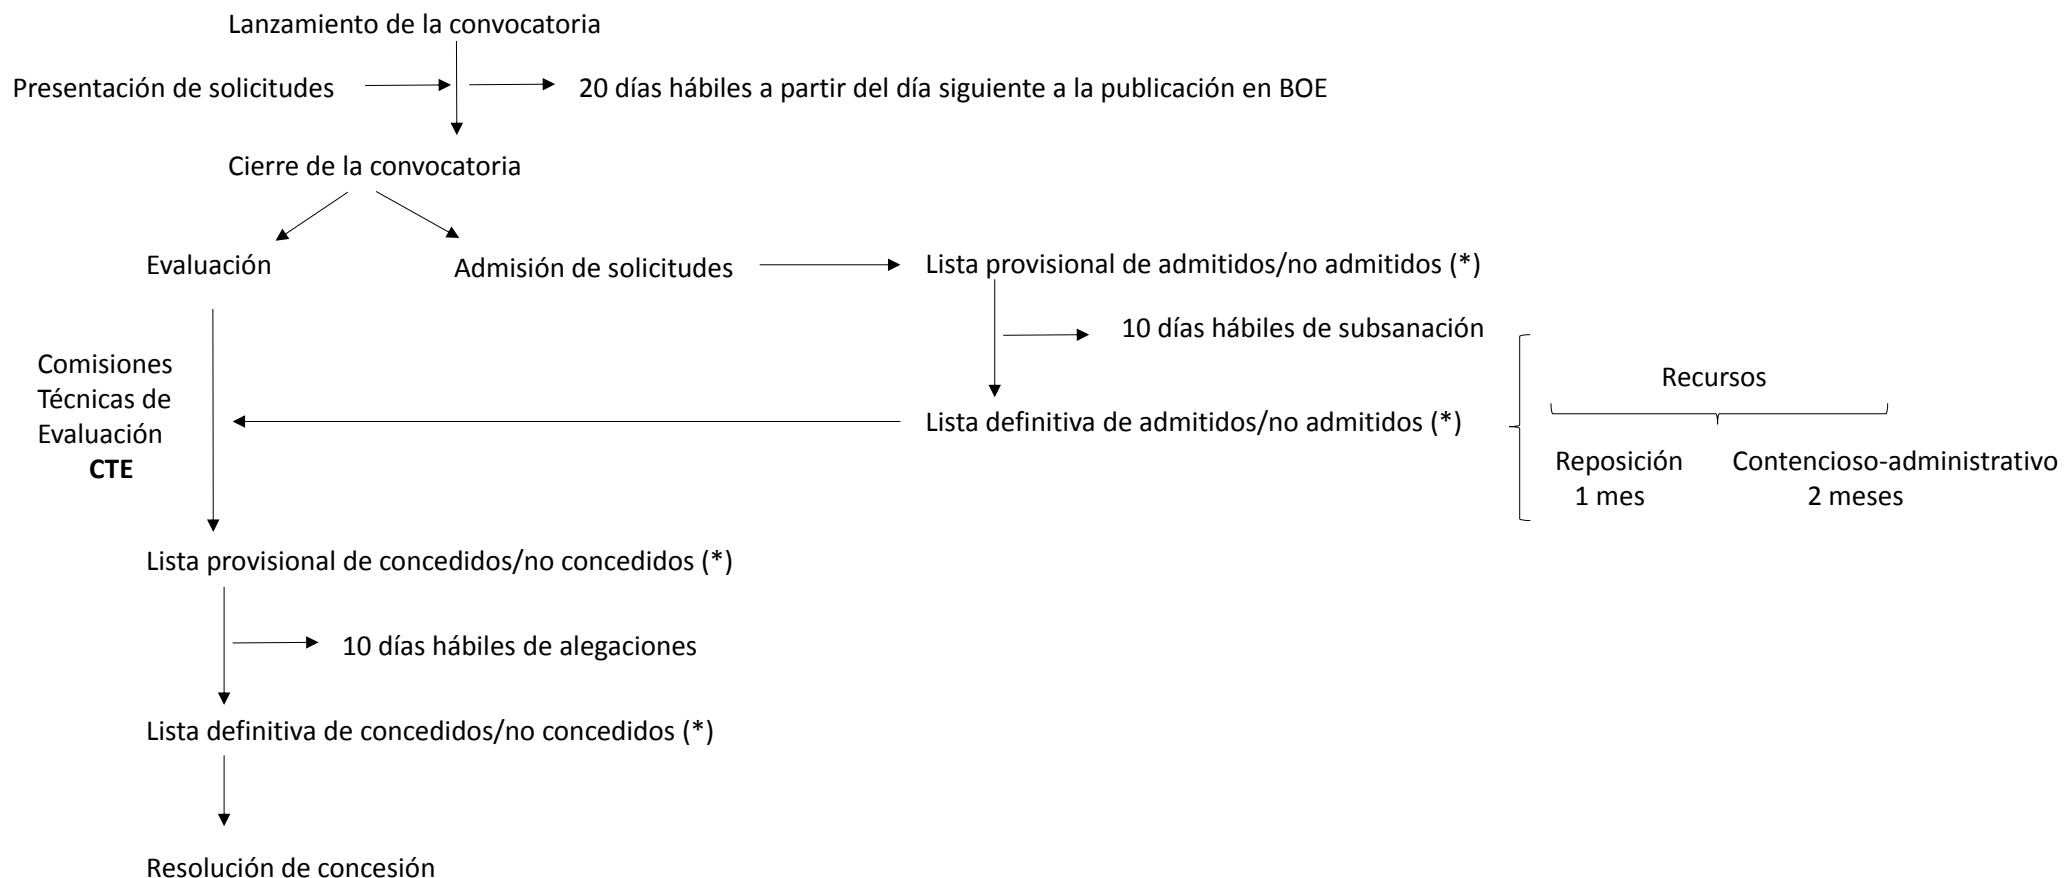 Lanzamiento de la convocatoria
Presentación de solicitudes
20 días hábiles a partir del día siguiente a la publicación en BOE
Cierre de la convocatoria
Evaluación
Admisión de solicitudes
Lista provisional de admitidos/no admitidos (*)
10 días hábiles de subsanación
Comisiones
Técnicas de
Evaluación
CTE
Lista definitiva de admitidos/no admitidos (*)
Recursos
Reposición
1 mes
Contencioso-administrativo
2 meses
Lista provisional de concedidos/no concedidos (*)
10 días hábiles de alegaciones
Lista definitiva de concedidos/no concedidos (*)
Resolución de concesión